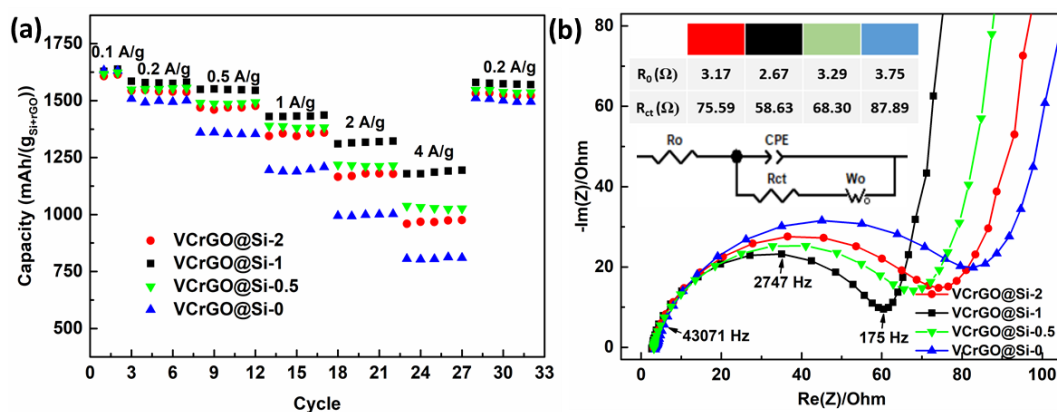 (a)
1750
1500
1250
1000
750
500
0 3 6 9 12 15 18 21 24 27 30 33
Capacity (mAh/(gSi+rGO))
Cycle
0.1 A/g
0.2 A/g
0.5 A/g
1 A/g
2 A/g
4 A/g
0.2 A/g
VCrGO@Si-2
VCrGO@Si-1
VCrGO@Si-0.5
VCrGO@Si-0
(b)
80
60
40
20
0
0 20 40 60 80 100
-Im(Z)/Ohm
Re(Z)/Ohm
R0 (Ω) 3.17 2.67 3.29 3.75
Rct (Ω) 75.59 58.63 68.30 87.89
Ro CPE
Rct Wo
2747 Hz
43071 Hz
175 Hz
VCrGO@Si-2
VCrGO@Si-1
VCrGO@Si-0.5
VCrGO@Si-0